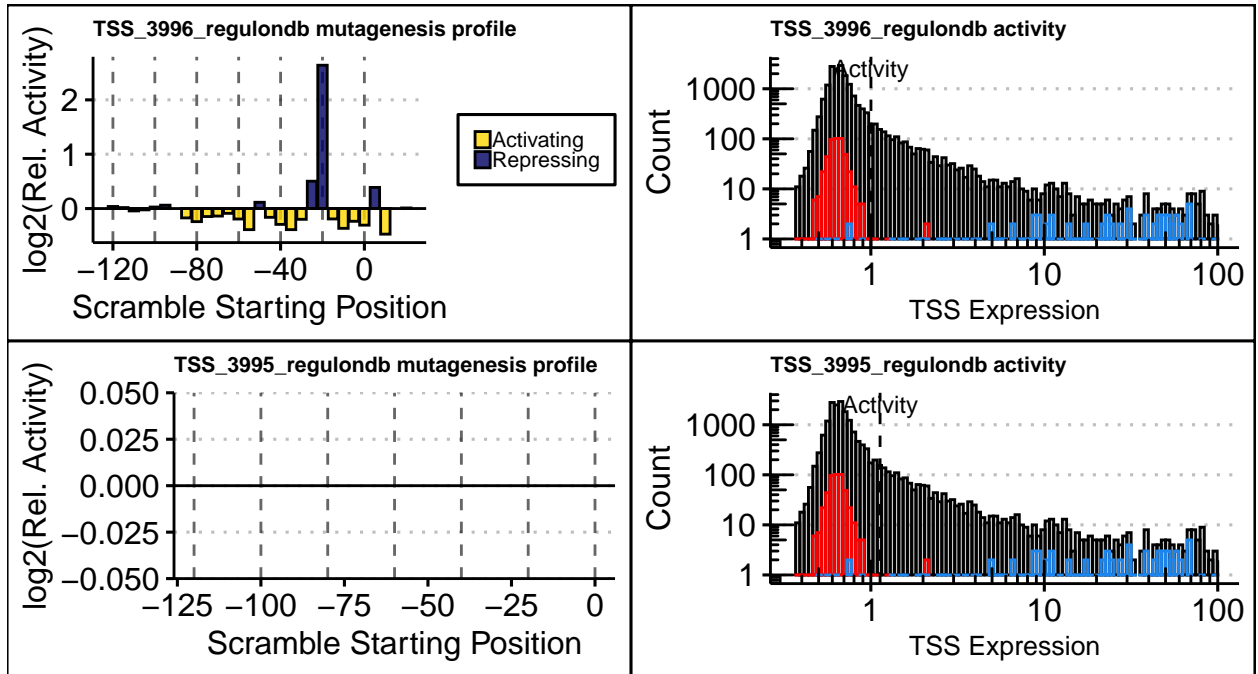 TSS_3996_regulondb mutagenesis profile
log2(Rel. Activity)
2
1
0
−120
−80
−40
0
Scramble Starting Position
Activating
Repressing
TSS_3996_regulondb activity
Activity
Count
1000
100
10
1
1
10
100
TSS Expression
TSS_3995_regulondb mutagenesis profile
log2(Rel. Activity)
0.050
0.025
0.000
−0.025
−0.050
−125
−100
−75
−50
−25
0
Scramble Starting Position
TSS_3995_regulondb activity
Activity
Count
1000
100
10
1
1
10
100
TSS Expression